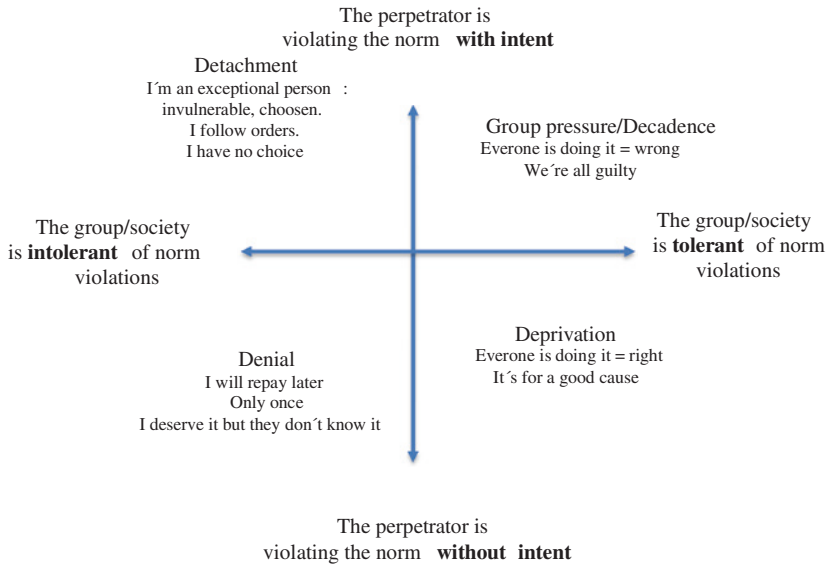 The perpetrator is
violating the norm with intent
Detachment
I´m an exceptional person :
invulnerable, choosen.
I follow orders.
I have no choice
Group pressure/Decadence
Everone is doing it = wrong
We´re all guilty
The group/society
is intolerant of norm
violations
The group/society
is tolerant of norm
violations
Denial
I will repay later
Only once
I deserve it but they don´t know it
Deprivation
Everone is doing it = right
It´s for a good cause
The perpetrator is
violating the norm without intent